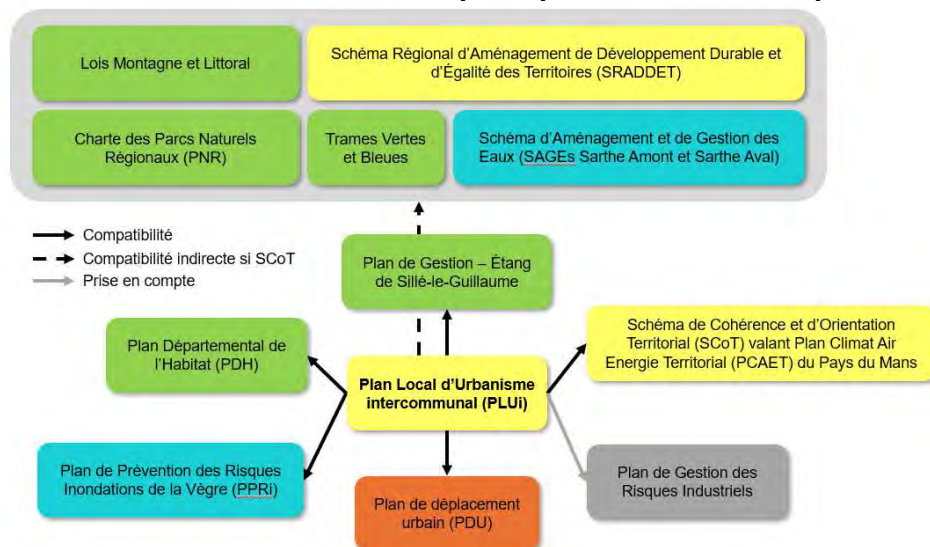 Lois Montagne et Littoral
Schéma Régional d'Aménagement de Développement Durable et
d'Égalité des Territoires (SRADDET)
Charte des Parcs Naturels
Régionaux (PNR)
Trames Vertes
et Bleues
Schéma d'Aménagement et de Gestion des
Eaux (SAGEs Sarthe Amont et Sarthe Aval)
Compatibilité
Compatibilité indirecte si SCoT
Prise en compte
Plan de Gestion – Étang
de Sillé-le-Guillaume
Plan Départemental de
l'Habitat (PDH)
Schéma de Cohérence et d'Orientation
Territorial (SCoT) valant Plan Climat Air
Energie Territorial (PCAET) du Pays du Mans
Plan Local d'Urbanisme
intercommunal (PLUi)
Plan de Prévention des Risques
Inondations de la Vègre (PPRi)
Plan de déplacement
urbain (PDU)
Plan de Gestion des
Risques Industriels